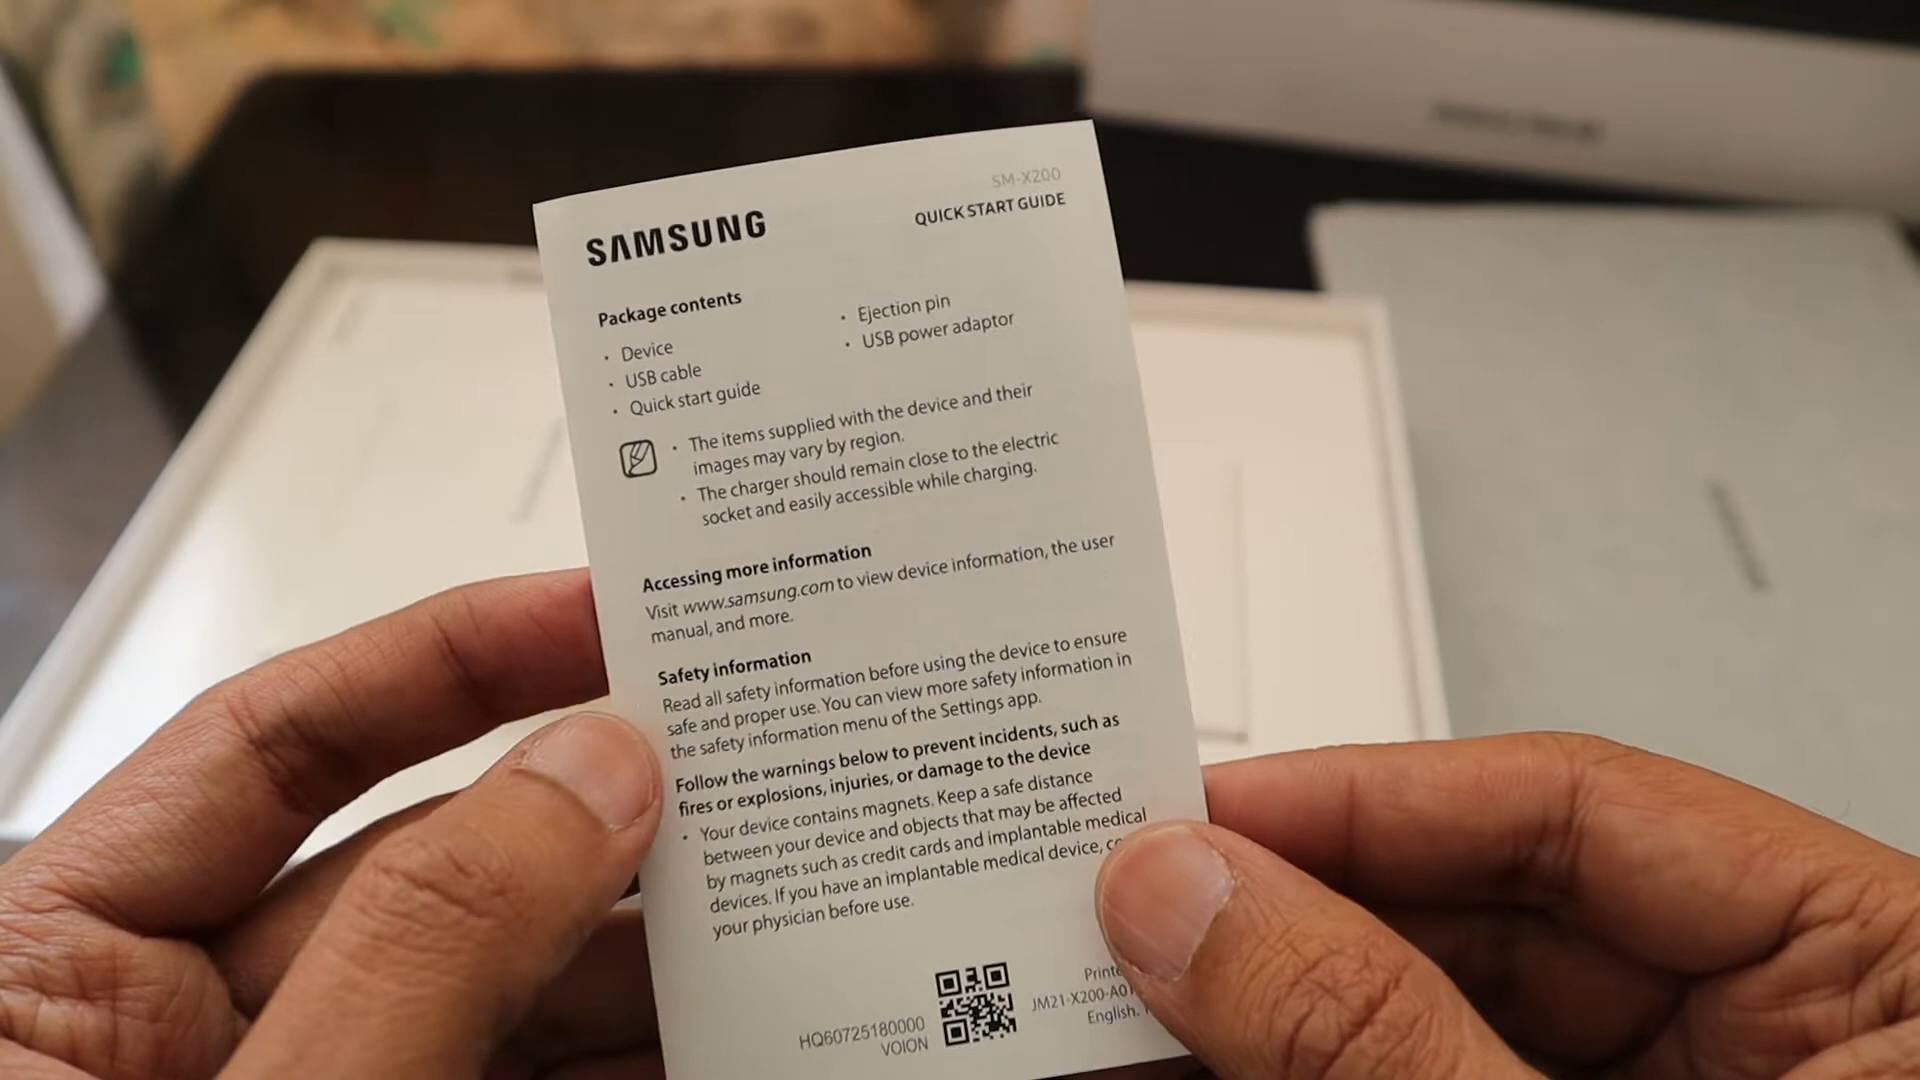 SM-X200
SAMSUNG
QUICK START GUIDE
Package contents
• Device
• USB cable
• Quick start guide
• Ejection pin
• USB power adaptor
• The items supplied with the device and their
images may vary by region.
• The charger should remain close to the electric
socket and easily accessible while charging.
Accessing more information
Visit www.samsung.com to view device information, the user
manual, and more.
Safety information
Read all safety information before using the device to ensure
safe and proper use. You can view more safety information in
the safety information menu of the Settings app.
Follow the warnings below to prevent incidents, such as
fires or explosions, injuries, or damage to the device
• Your device contains magnets. Keep a safe distance
between your device and objects that may be affected
by magnets such as credit cards and implantable medical
devices. If you have an implantable medical device,
your physician before use.
HQ60725180000
VOION
English.